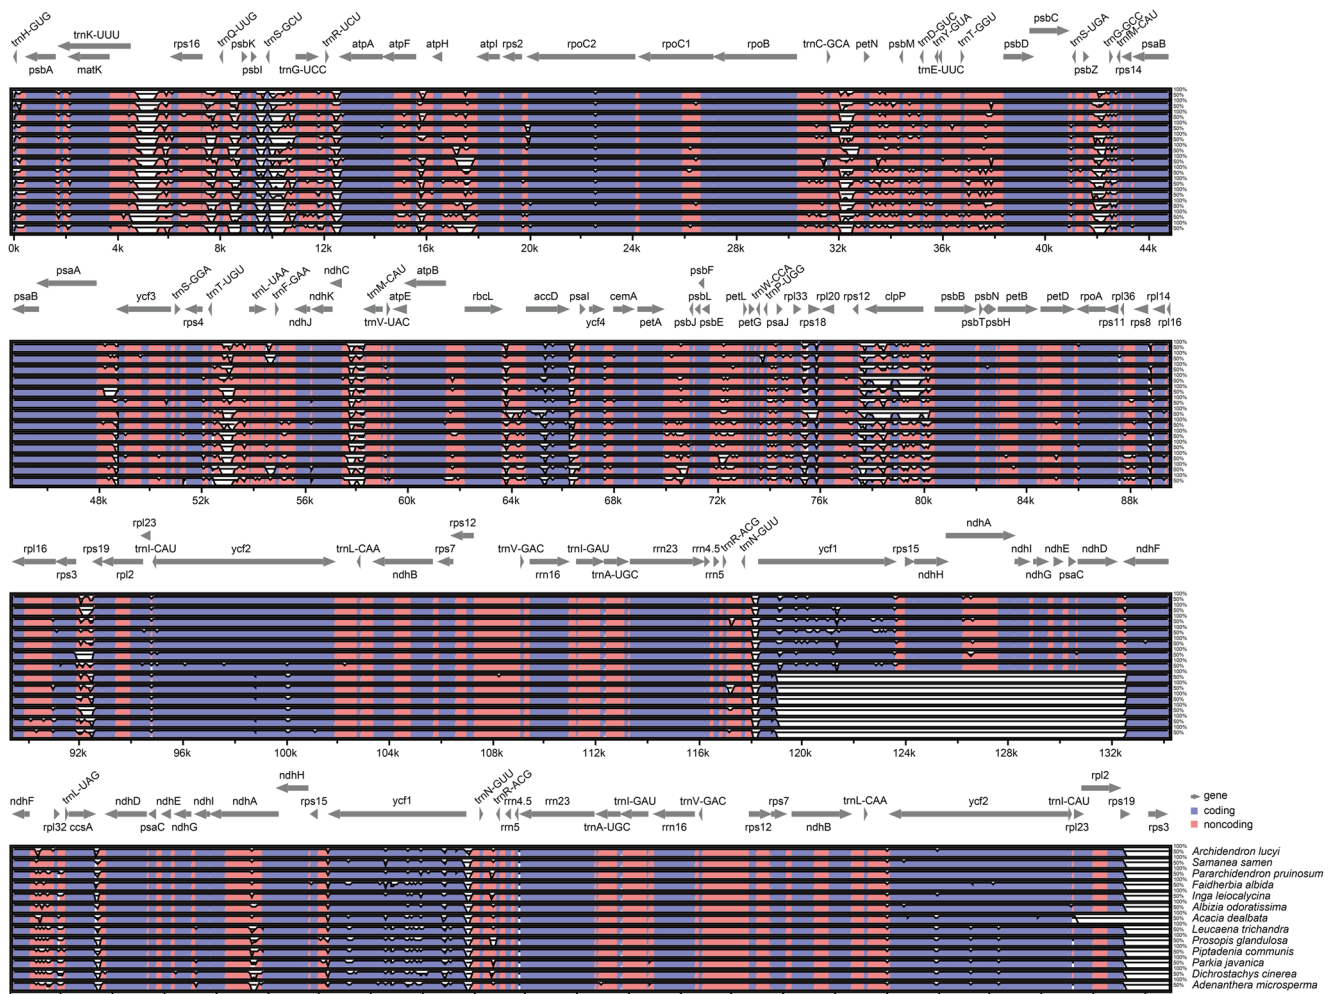 trnH-GUG trnK-UUU trnQ-UUG trnS-GCU trnR-UCU trnD-GUC trnY-GUA trnT-GGU psbC trnS-UGA trnG-GCC trnfM-CAU
rps16 psbK atpA atpF atpH atpI rps2 rpoC2 rpoC1 rpoB trnC-GCA petN psbM psbD psaB
psbA matK psbI trnG-UCC trnE-UUC psbZ rps14
100%
50%
0k 4k 8k 12k 16k 20k 24k 28k 32k 36k 40k 44k
psaA trnS-GGA trnT-UGU trnL-UAA trnF-GAA ndhC trnM-CAU atpB psbF trnW-CCA trnP-UGG
psaB ycf3 ndhK atpE rbcL accD psaI cemA psbL petL rpl33 rpl20 rps12 clpP psbB psbN petB petD rpoA rpl36 rpl14
rps4 ndhJ trnV-UAC ycf4 petA psbJ psbE petG psaJ rps18 psbT psbH rps11 rps8 rpl16
100%
50%
48k 52k 56k 60k 64k 68k 72k 76k 80k 84k 88k
rpl23 rps12 trnR-ACG trnN-GUU ndhA
rpl16 rps19 trnI-CAU ycf2 trnL-CAA rps7 trnV-GAC trnI-GAU rrn23 rrn4.5 ycf1 rps15 ndhI ndhE ndhD ndhF
rps3 rpl2 ndhB rrn16 trnA-UGC rrn5 ndhH ndhG psaC
100%
50%
92k 96k 100k 104k 108k 112k 116k 120k 124k 128k 132k
trnL-UAG ndhH trnN-GUU trnR-ACG rpl2
ndhF ndhD ndhE ndhI ndhA rps15 ycf1 rrn4.5 rrn23 trnI-GAU trnV-GAC rps7 trnL-CAA ycf2 trnI-CAU rps19
rpl32 ccsA psaC ndhG rrn5 trnA-UGC rrn16 rps12 ndhB rpl23 rps3
gene
coding
noncoding
100%
50%
Archidendron lucyi
Samanea samen
Pararchidendron pruinosum
Faidherbia albida
Inga leiocalycina
Albizia odoratissima
Acacia dealbata
Leucaena trichandra
Prosopis glandulosa
Piptadenia communis
Parkia javanica
Dichrostachys cinerea
Adenanthera microsperma